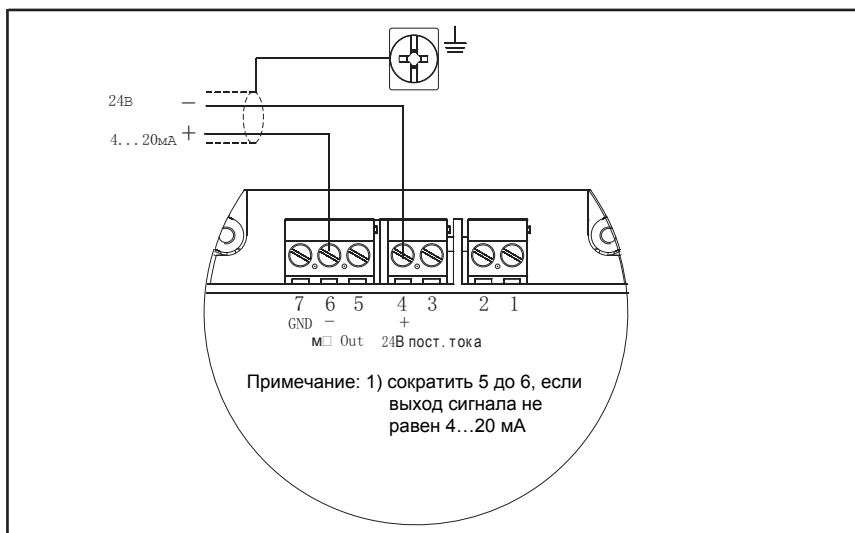 24В −
4...20мА +
7 6 5 4 3 2 1
GND − +
м□ Out 24В пост. тока
Примечание: 1) сократить 5 до 6, если
выход сигнала не
равен 4…20 мА